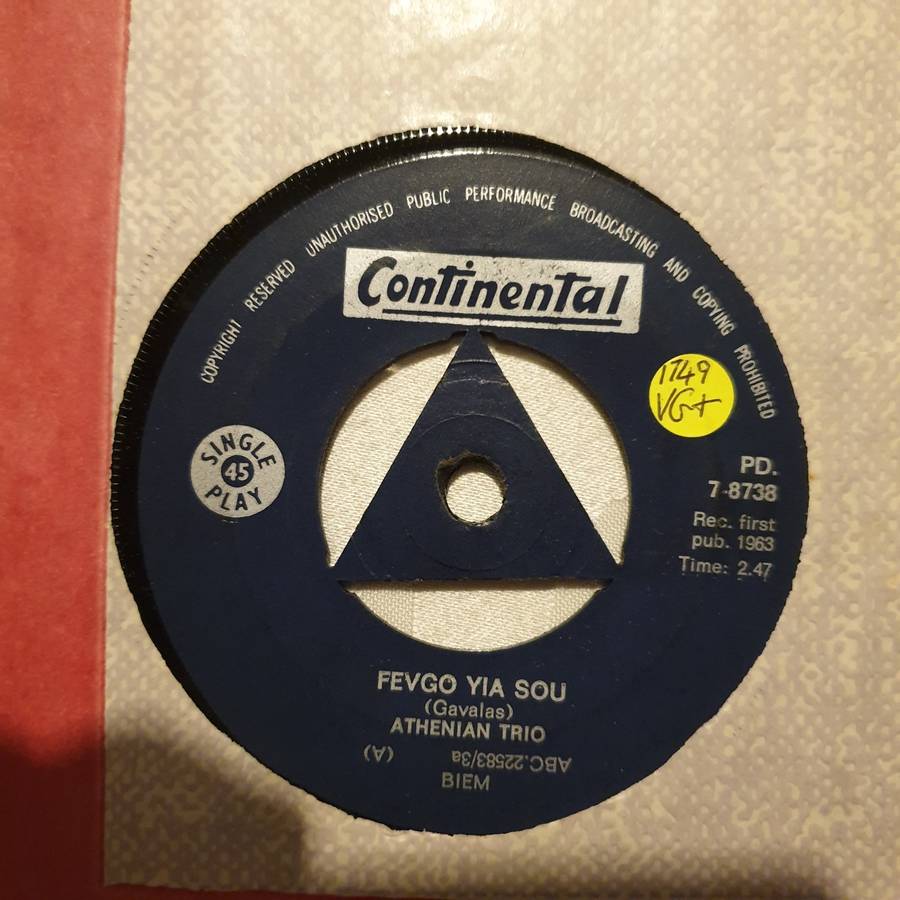 COPYRIGHT RESERVED UNAUTHORISED PUBLIC PERFORMANCE BROADCASTING AND COPYING PROHIBITED
Continental
1749
VG+
SINGLE
45
PLAY
PD.
7-8738
Rec. first
pub. 1963
Time: 2.47
FEVGO YIA SOU
(Gavalas)
ATHENIAN TRIO
ABC.22583/3a (A)
BIEM